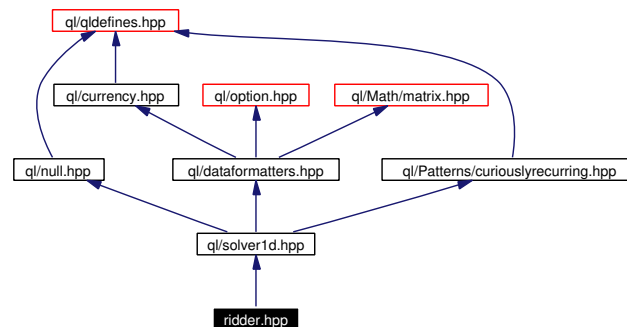 ql/qldefines.hpp
ql/currency.hpp
ql/option.hpp
ql/Math/matrix.hpp
ql/null.hpp
ql/dataformatters.hpp
ql/Patterns/curiouslyrecurring.hpp
ql/solver1d.hpp
ridder.hpp